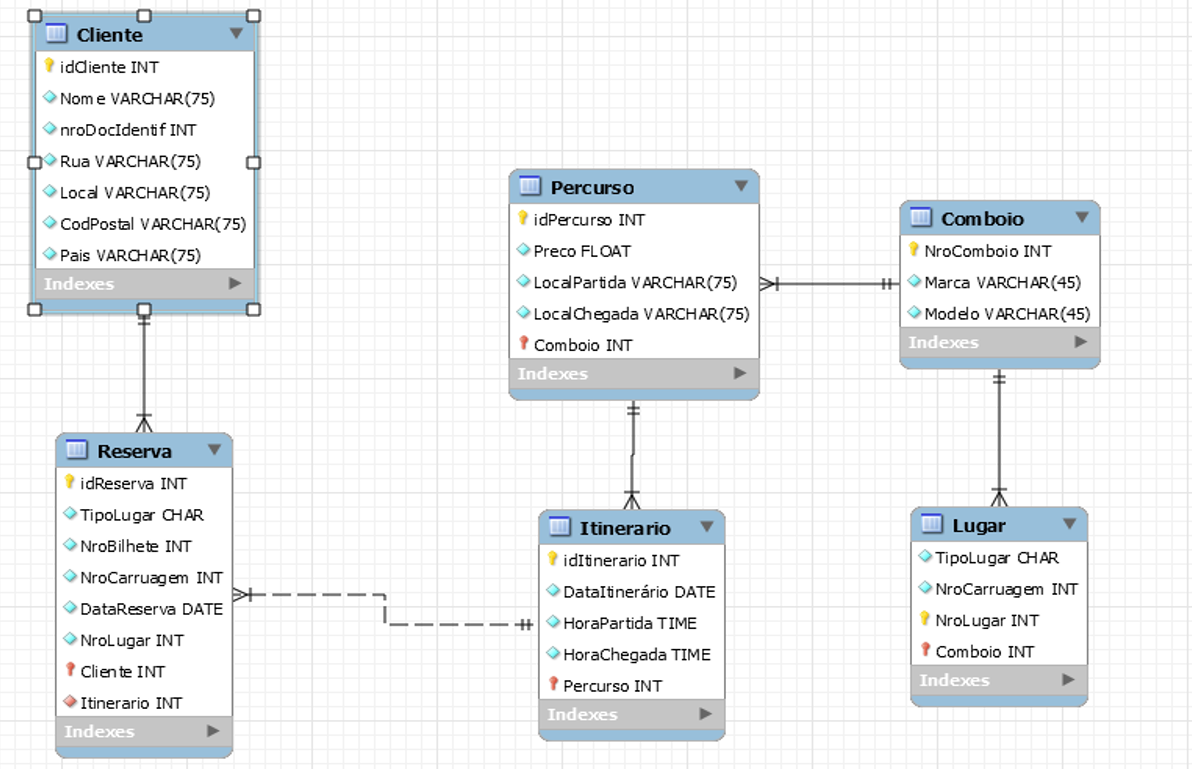 Cliente
idCliente INT
Nome VARCHAR(75)
nroDocIdentif INT
Rua VARCHAR(75)
Local VARCHAR(75)
CodPostal VARCHAR(75)
Pais VARCHAR(75)
Indexes
Percurso
idPercurso INT
Preco FLOAT
LocalPartida VARCHAR(75)
LocalChegada VARCHAR(75)
Comboio INT
Indexes
Comboio
NroComboio INT
Marca VARCHAR(45)
Modelo VARCHAR(45)
Indexes
Reserva
idReserva INT
TipoLugar CHAR
NroBilhete INT
NroCarruagem INT
DataReserva DATE
NroLugar INT
Cliente INT
Itinerario INT
Indexes
Itinerario
idItinerario INT
DataItinerário DATE
HoraPartida TIME
HoraChegada TIME
Percurso INT
Indexes
Lugar
TipoLugar CHAR
NroCarruagem INT
NroLugar INT
Comboio INT
Indexes